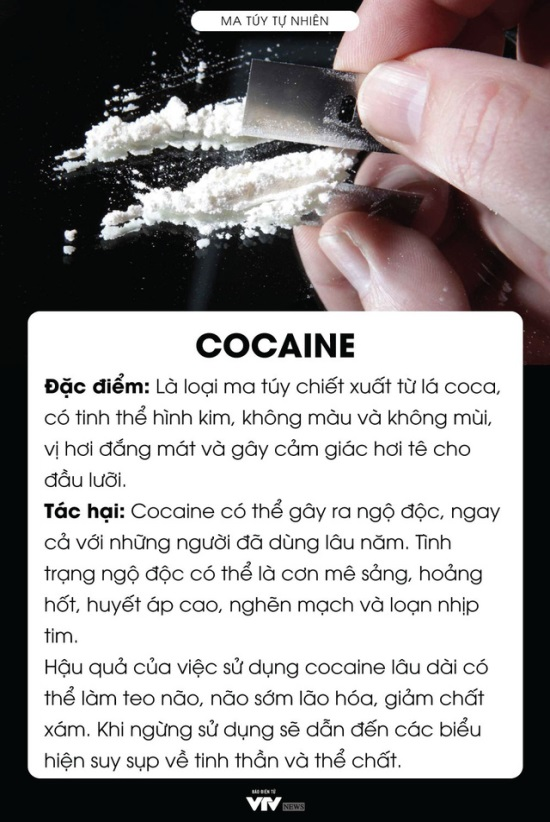 MA TÚY TỰ NHIÊN
COCAINE
Đặc điểm: Là loại ma túy chiết xuất từ lá coca,
có tinh thể hình kim, không màu và không mùi,
vị hơi đắng mát và gây cảm giác hơi tê cho
đầu lưỡi.
Tác hại: Cocaine có thể gây ra ngộ độc, ngay
cả với những người đã dùng lâu năm. Tình
trạng ngộ độc có thể là cơn mê sảng, hoảng
hốt, huyết áp cao, nghẽn mạch và loạn nhịp
tim.
Hậu quả của việc sử dụng cocaine lâu dài có
thể làm teo não, não sớm lão hóa, giảm chất
xám. Khi ngừng sử dụng sẽ dẫn đến các biểu
hiện suy sụp về tinh thần và thể chất.
BÁO ĐIỆN TỬ
VTV NEWS